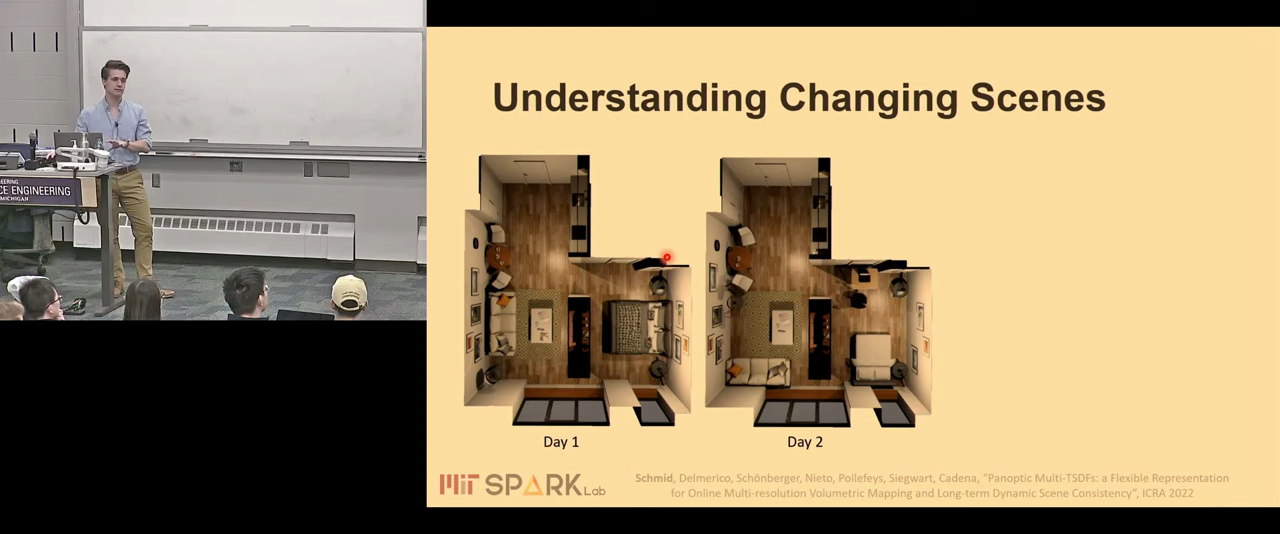 Understanding Changing Scenes
Day 1
Day 2
MIT SPARK Lab
Schmid, Delmerico, Schönberger, Nieto, Pollefeys, Siegwart, Cadena, “Panoptic Multi-TSDFs: a Flexible Representation
for Online Multi-resolution Volumetric Mapping and Long-term Dynamic Scene Consistency”, ICRA 2022
ENGINEERING
MICHIGAN